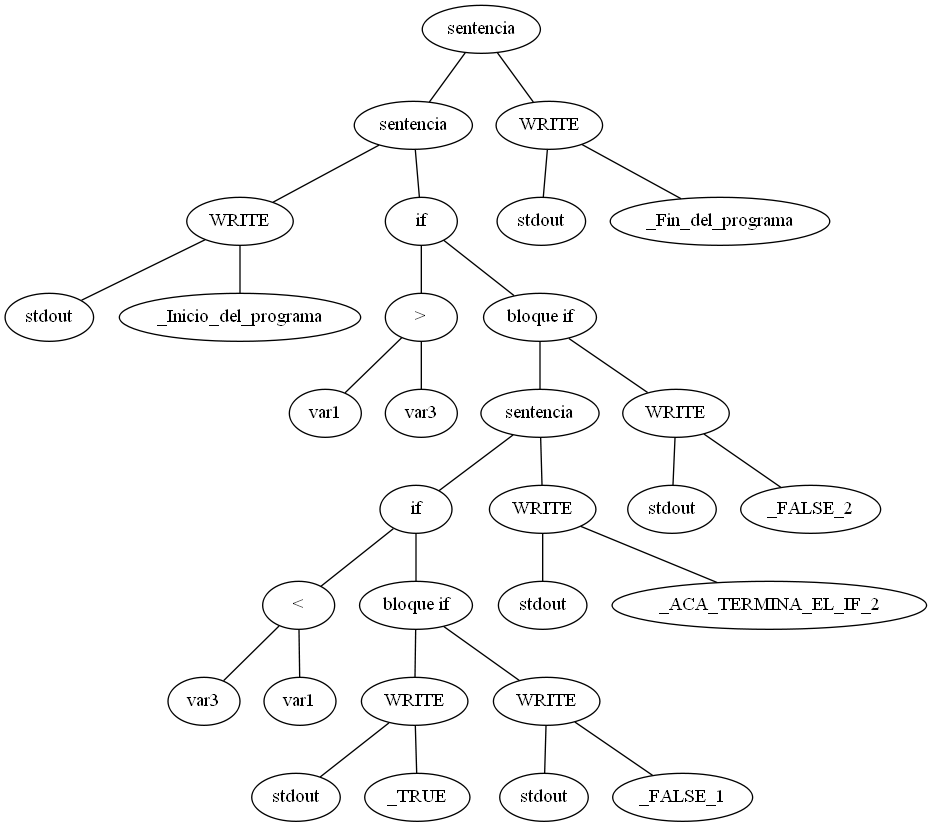 sentencia
sentencia WRITE
WRITE if stdout _Fin_del_programa
stdout _Inicio_del_programa > bloque if
var1 var3 sentencia WRITE
if WRITE stdout _FALSE_2
< bloque if stdout _ACA_TERMINA_EL_IF_2
var3 var1 WRITE WRITE
stdout _TRUE stdout _FALSE_1